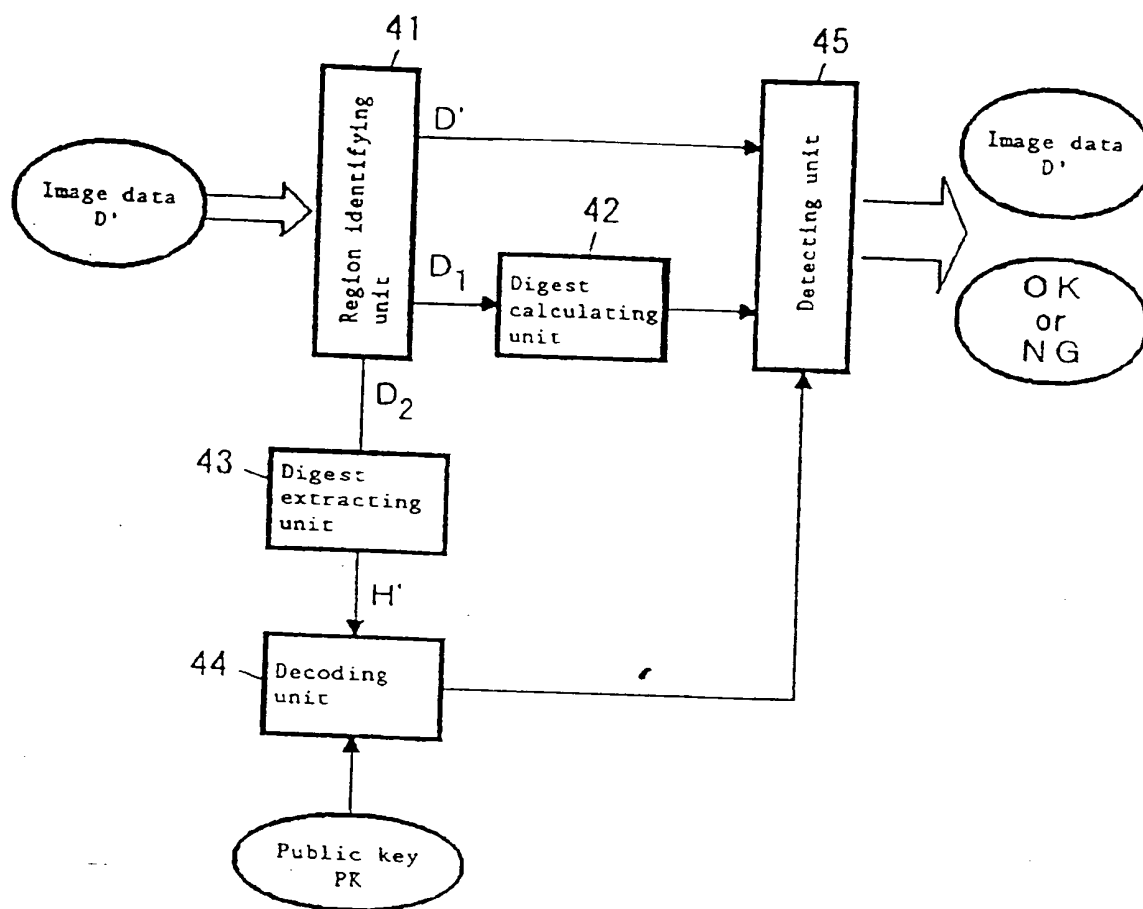 41
45
Image data
D'
Region identifying
unit
D'
D1
42
Digest
calculating
unit
Detecting unit
Image data
D'
OK
or
NG
D2
43
Digest
extracting
unit
H'
44
Decoding
unit
Public key
PK